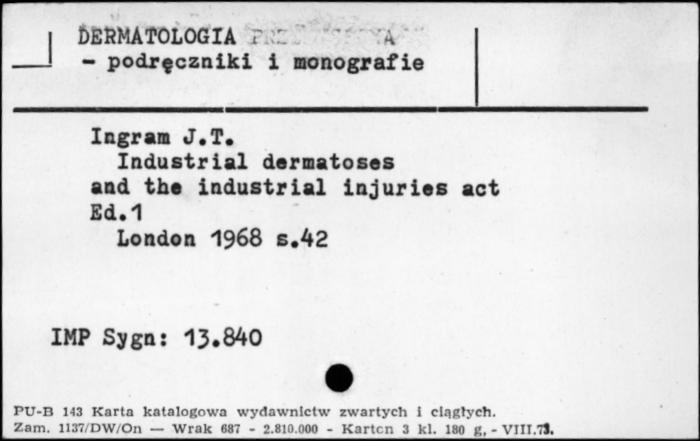 DERMATOLOGIA
- podręczniki i monografie
Ingram J.T.
Industrial dermatoses
and the industrial injuries act
Ed.1
London 1968 s.42
IMP Sygn: 13.840
PU-B 143 Karta katalogowa wydawnictw zwartych i ciągłych.
Zam. 1137/DW/On — Wrak 687 - 2.810.000 - Karton 3 kl. 180 g, - VIII.73.